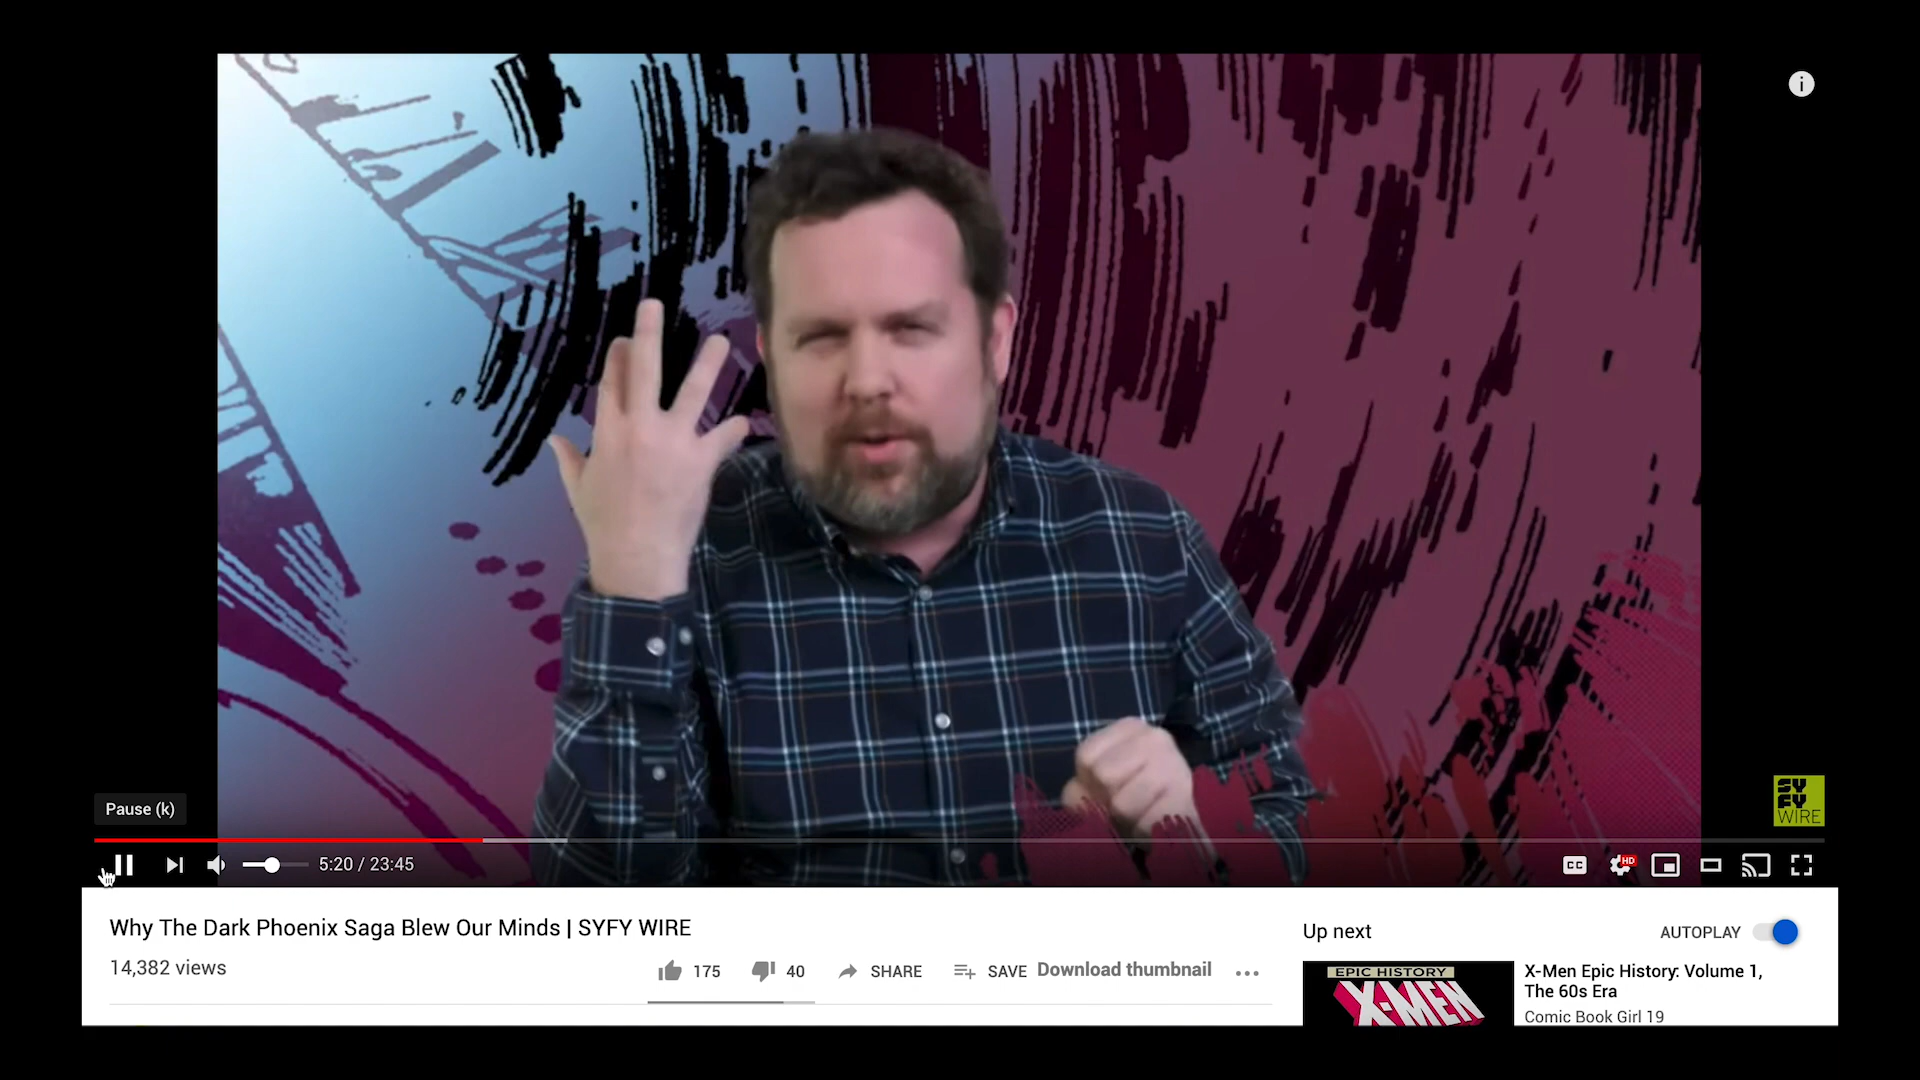 i
SY
FY
WIRE
Pause (k)
5:20 / 23:45
CC
HD
Why The Dark Phoenix Saga Blew Our Minds | SYFY WIRE
14,382 views
175
40
SHARE
SAVE
Download thumbnail
Up next
AUTOPLAY
EPIC HISTORY
X-MEN
X-Men Epic History: Volume 1,
The 60s Era
Comic Book Girl 19